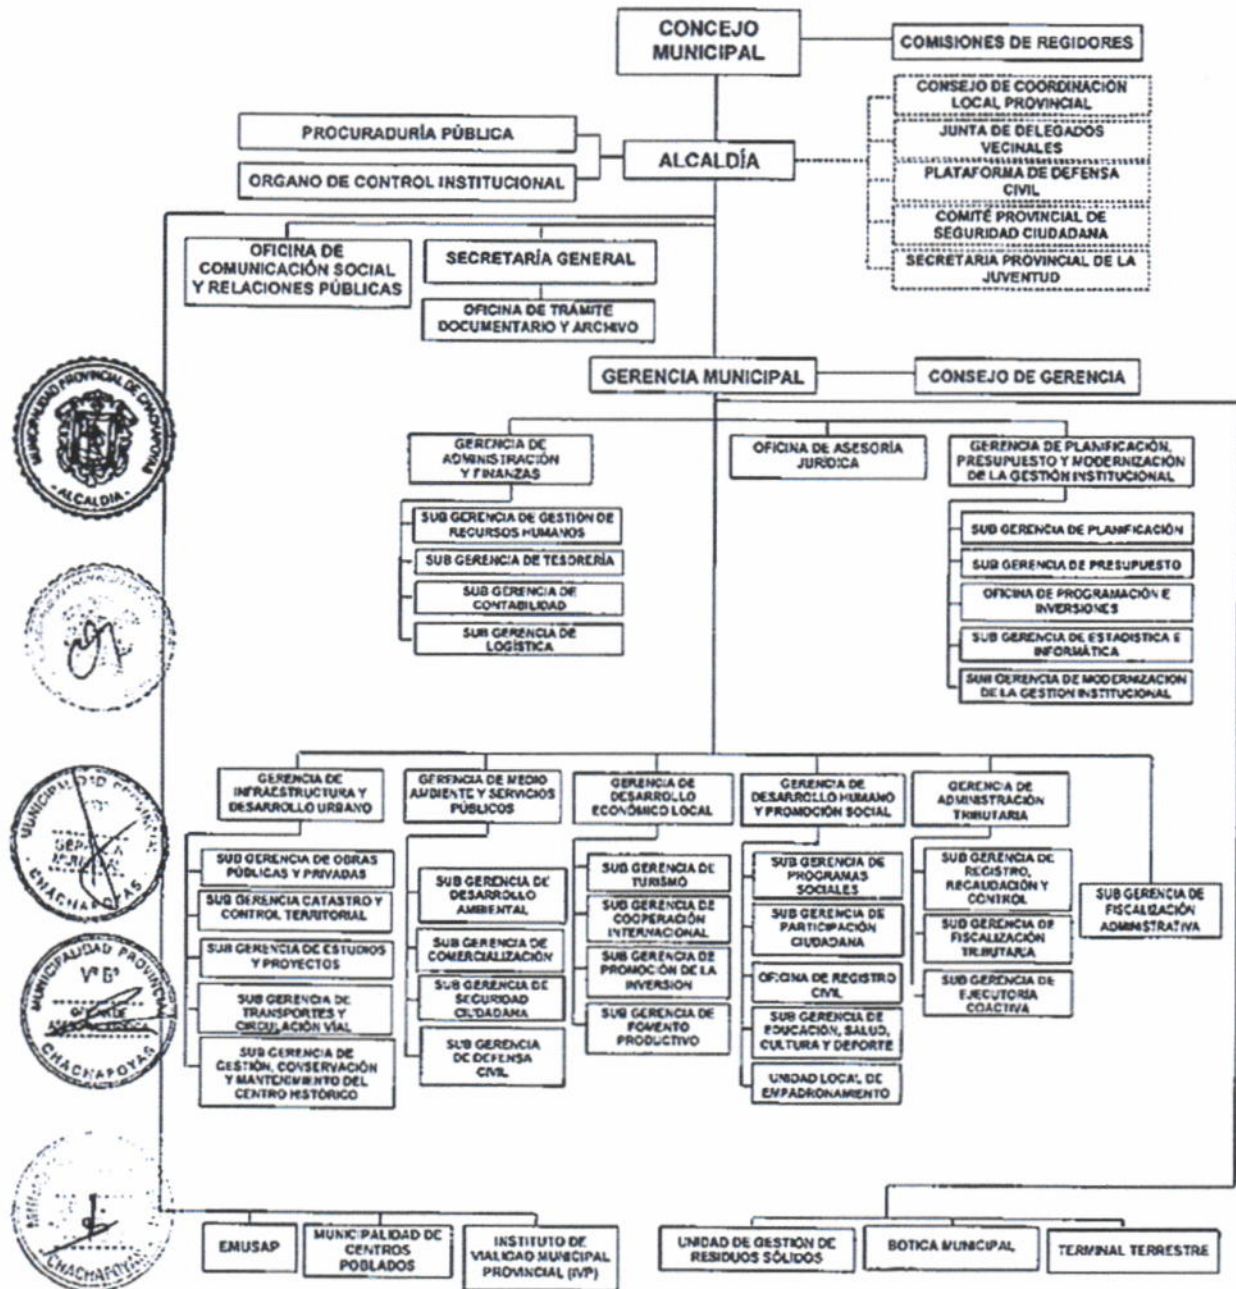 CONCEJO
MUNICIPAL
COMISIONES DE REGIDORES
CONSEJO DE COORDINACIÓN
LOCAL PROVINCIAL
PROCURADURÍA PÚBLICA
JUNTA DE DELEGADOS
VECINALES
ALCALDÍA
PLATAFORMA DE DEFENSA
CIVIL
ORGANO DE CONTROL INSTITUCIONAL
COMITÉ PROVINCIAL DE
SEGURIDAD CIUDADANA
SECRETARIA PROVINCIAL DE LA
JUVENTUD
OFICINA DE
COMUNICACIÓN SOCIAL
Y RELACIONES PÚBLICAS
SECRETARÍA GENERAL
OFICINA DE TRÁMITE
DOCUMENTARIO Y ARCHIVO
GERENCIA MUNICIPAL
CONSEJO DE GERENCIA
MUNICIPALIDAD PROVINCIAL DE CHACHAPOYAS
- ALCALDIA -
GERENCIA DE
ADMINISTRACIÓN
Y FINANZAS
OFICINA DE ASESORÍA
JURÍDICA
GERENCIA DE PLANIFICACIÓN,
PRESUPUESTO Y MODERNIZACIÓN
DE LA GESTIÓN INSTITUCIONAL
SUB GERENCIA DE GESTIÓN DE
RECURSOS HUMANOS
SUB GERENCIA DE TESORERÍA
SUB GERENCIA DE
CONTABILIDAD
SUB GERENCIA DE
LOGÍSTICA
SUB GERENCIA DE PLANIFICACIÓN
SUB GERENCIA DE PRESUPUESTO
OFICINA DE PROGRAMACIÓN E
INVERSIONES
SUB GERENCIA DE ESTADISTICA E
INFORMÁTICA
SUB GERENCIA DE MODERNIZACION
DE LA GESTION INSTITUCIONAL
GERENCIA DE
INFRAESTRUCTURA Y
DESARROLLO URBANO
SUB GERENCIA DE OBRAS
PÚBLICAS Y PRIVADAS
SUB GERENCIA CATASTRO Y
CONTROL TERRITORIAL
SUB GERENCIA DE ESTUDIOS
Y PROYECTOS
SUB GERENCIA DE
TRANSPORTES Y
CIRCULACIÓN VIAL
SUB GERENCIA DE
GESTIÓN, CONSERVACIÓN
Y MANTENIMIENTO DEL
CENTRO HISTÓRICO
GERENCIA DE MEDIO
AMBIENTE Y SERVICIOS
PÚBLICOS
SUB GERENCIA DE
DESARROLLO
AMBIENTAL
SUB GERENCIA DE
COMERCIALIZACIÓN
SUB GERENCIA DE
SEGURIDAD
CIUDADANA
SUB GERENCIA
DE DEFENSA
CIVIL
GERENCIA DE
DESARROLLO
ECONÓMICO LOCAL
SUB GERENCIA DE
TURISMO
SUB GERENCIA DE
COOPERACIÓN
INTERNACIONAL
SUB GERENCIA DE
PROMOCIÓN DE LA
INVERSION
SUB GERENCIA DE
FOMENTO
PRODUCTIVO
GERENCIA DE
DESARROLLO HUMANO
Y PROMOCIÓN SOCIAL
SUB GERENCIA DE
PROGRAMAS
SOCIALES
SUB GERENCIA DE
PARTICIPACIÓN
CIUDADANA
OFICINA DE REGISTRO
CIVIL
SUB GERENCIA DE
EDUCACIÓN, SALUD,
CULTURA Y DEPORTE
UNIDAD LOCAL DE
EMPADRONAMIENTO
GERENCIA DE
ADMINISTRACIÓN
TRIBUTARIA
SUB GERENCIA DE
REGISTRO,
RECAUDACIÓN Y
CONTROL
SUB GERENCIA DE
FISCALIZACIÓN
TRIBUTARIA
SUB GERENCIA DE
EJECUTORÍA
COACTIVA
SUB GERENCIA DE
FISCALIZACIÓN
ADMINISTRATIVA
CHACHAPOYAS
MUNICIPALIDAD PROVINCIAL
V° B°
CHACHAPOYAS
EMUSAP
MUNICIPALIDAD DE
CENTROS
POBLADOS
INSTITUTO DE
VIALIDAD MUNICIPAL
PROVINCIAL (IVP)
UNIDAD DE GESTIÓN DE
RESIDUOS SÓLIDOS
BOTICA MUNICIPAL
TERMINAL TERRESTRE
CHACHAPOYAS